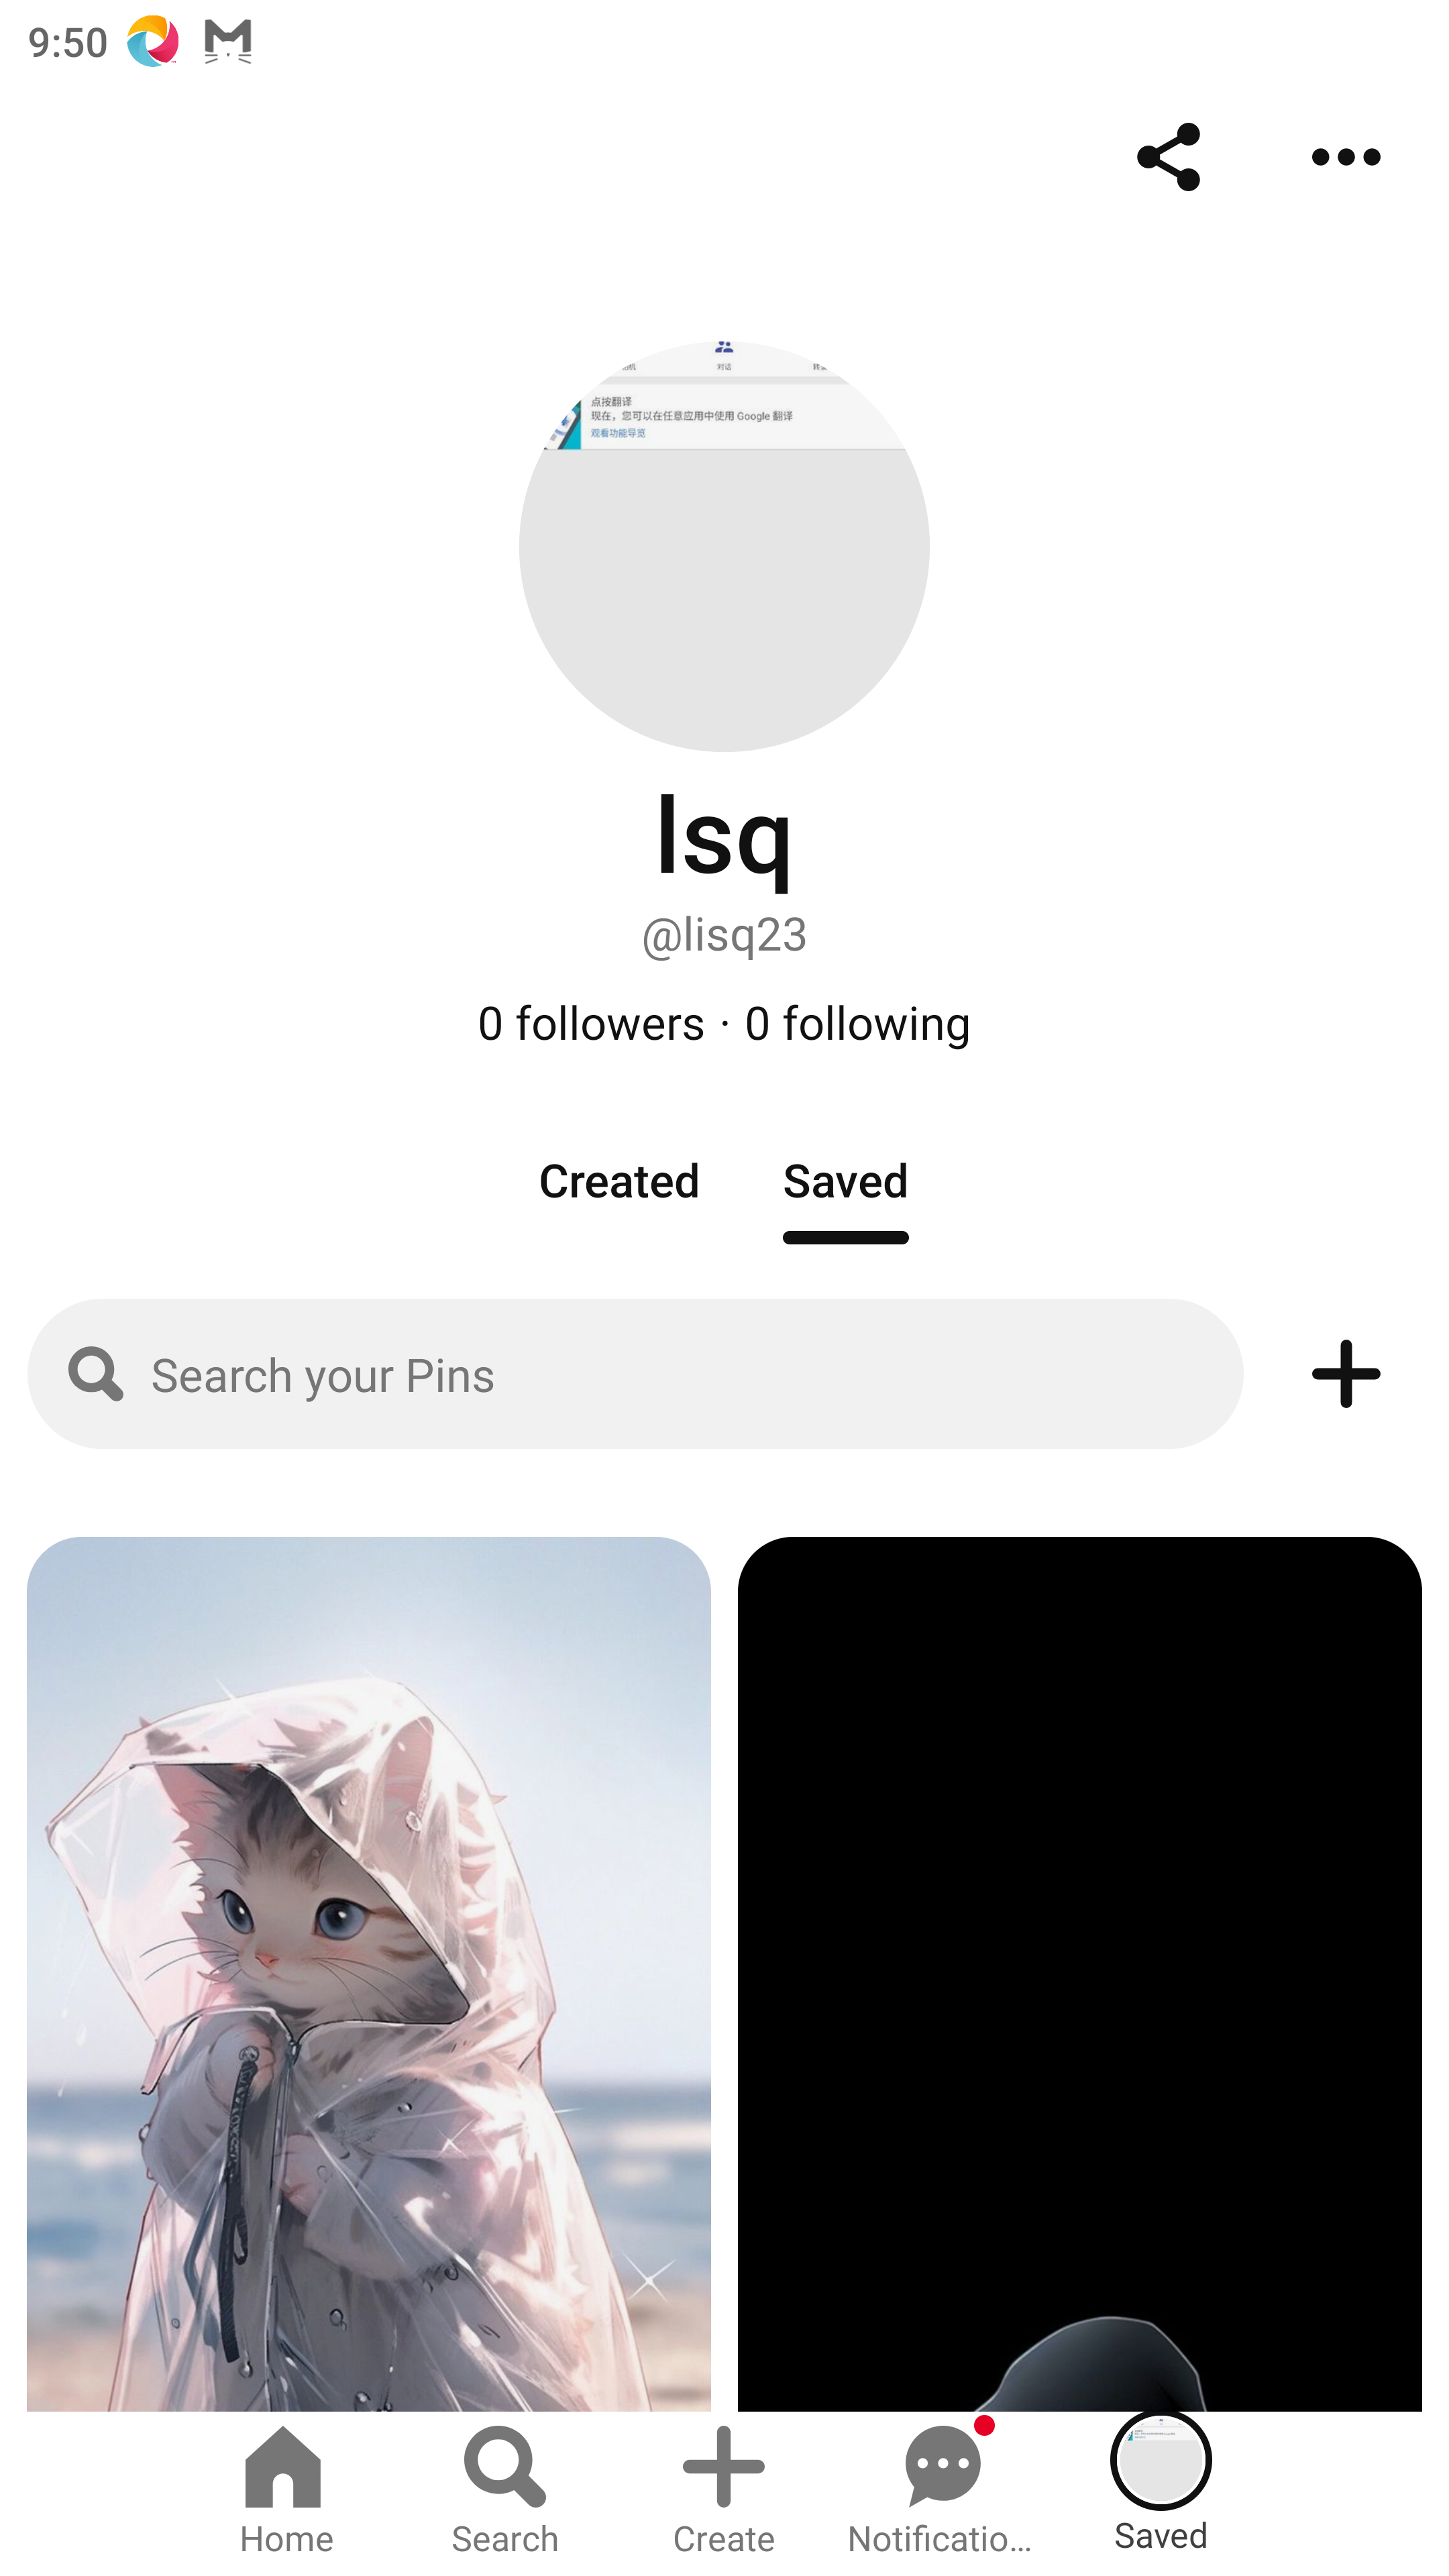 9:50
对话
点按翻译
现在，您可以在任意应用中使用 Google 翻译
观看功能导览
lsq
@lisq23
0 followers · 0 following
Created
Saved
Search your Pins
Home
Search
Create
Notificatio...
Saved